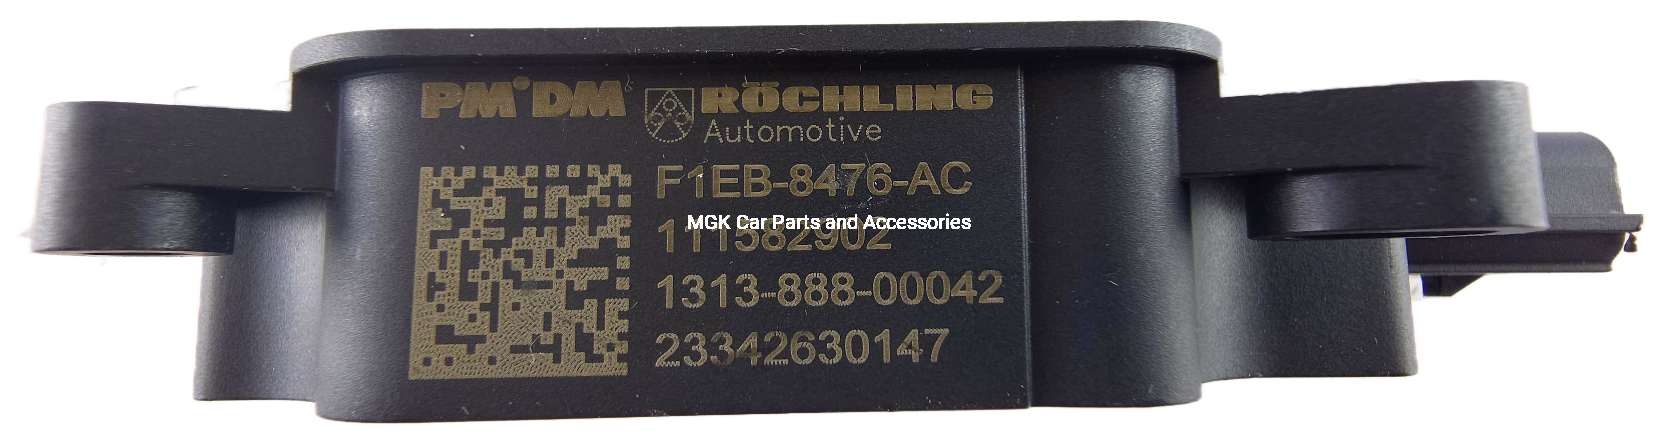 PM°DM
RÖCHLING
Automotive
F1EB-8476-AC
MGK Car Parts and Accessories
111582902
1313-888-00042
23342630147